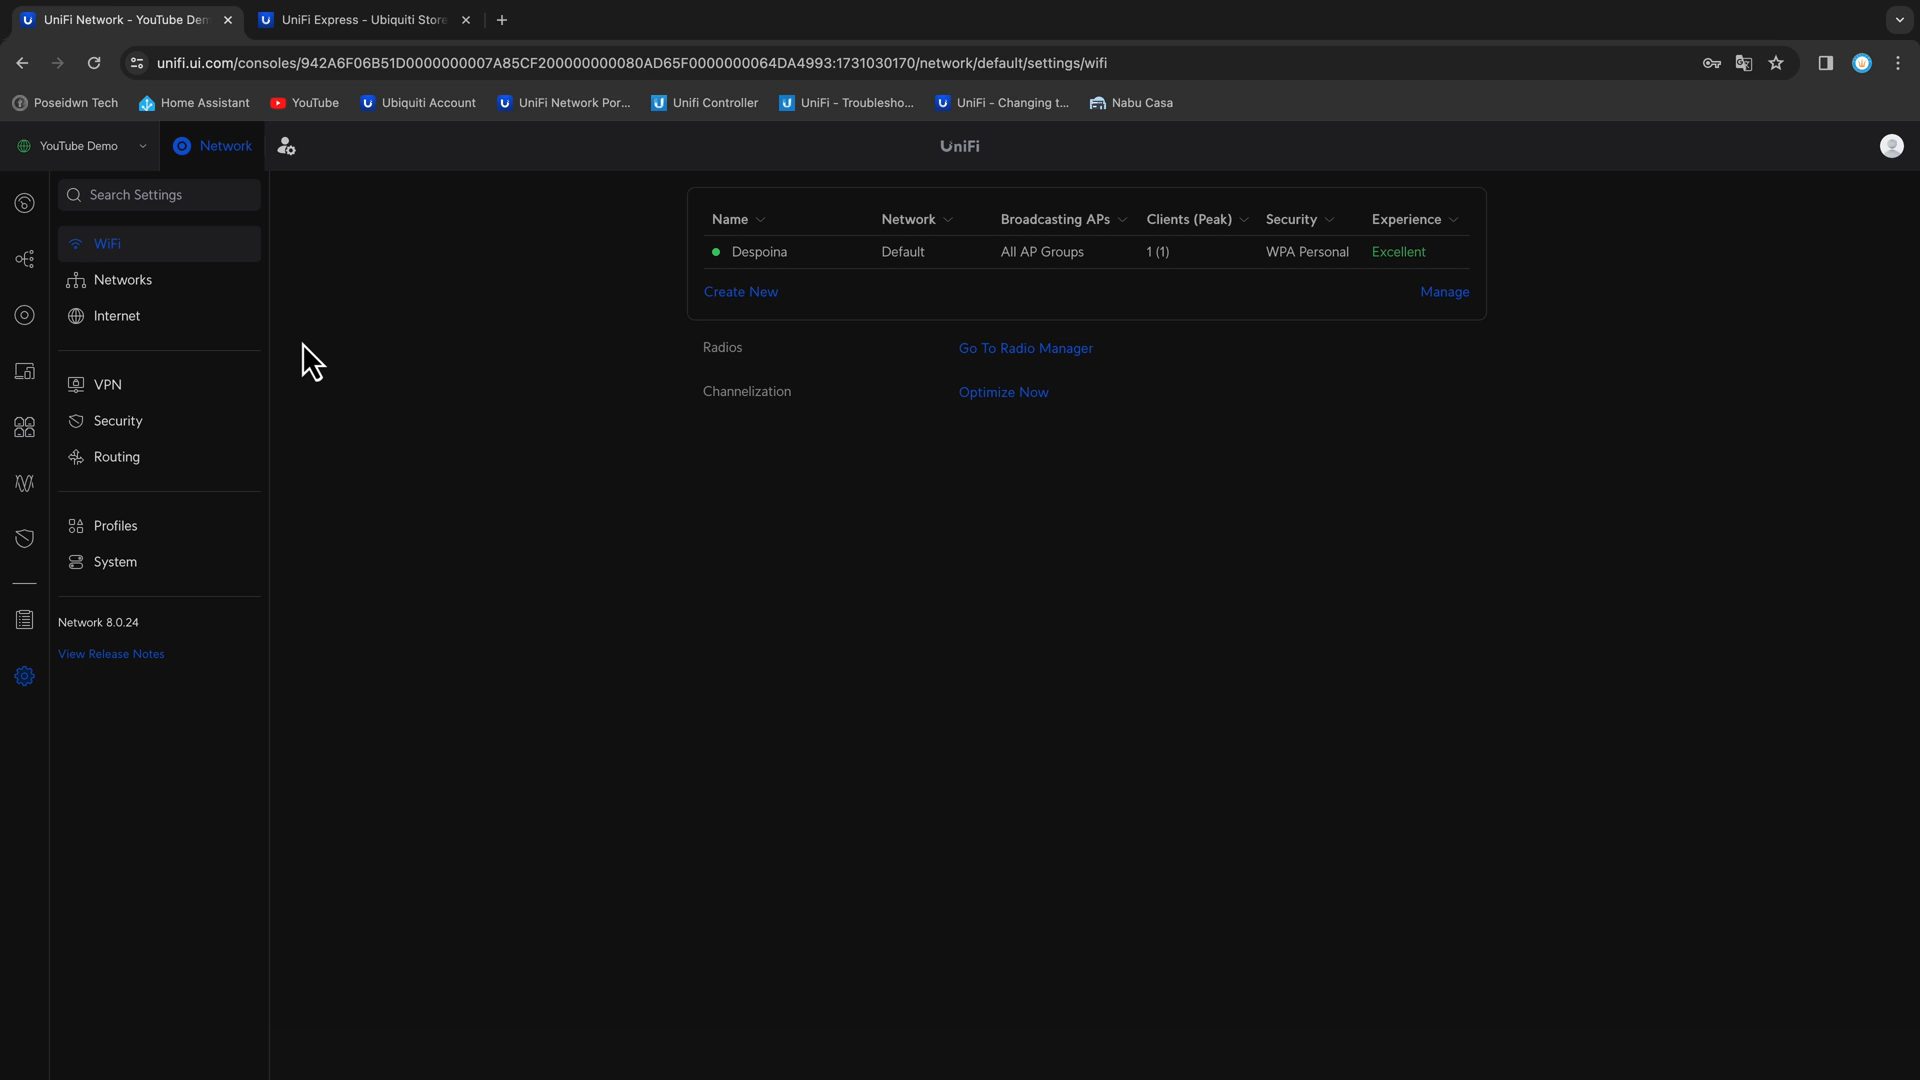 UniFi Network - YouTube Dem
UniFi Express - Ubiquiti Store
unifi.ui.com/consoles/942A6F06B51D0000000007A85CF200000000080AD65F0000000064DA4993:1731030170/network/default/settings/wifi
Poseidwn Tech
Home Assistant
YouTube
Ubiquiti Account
UniFi Network Por...
Unifi Controller
UniFi - Troublesho...
UniFi - Changing t...
Nabu Casa
YouTube Demo
Network
UniFi
Search Settings
WiFi
Networks
Internet
VPN
Security
Routing
Profiles
System
Network 8.0.24
View Release Notes
Name Network Broadcasting APs Clients (Peak) Security Experience
Despoina Default All AP Groups 1 (1) WPA Personal Excellent
Create New Manage
Radios Go To Radio Manager
Channelization Optimize Now